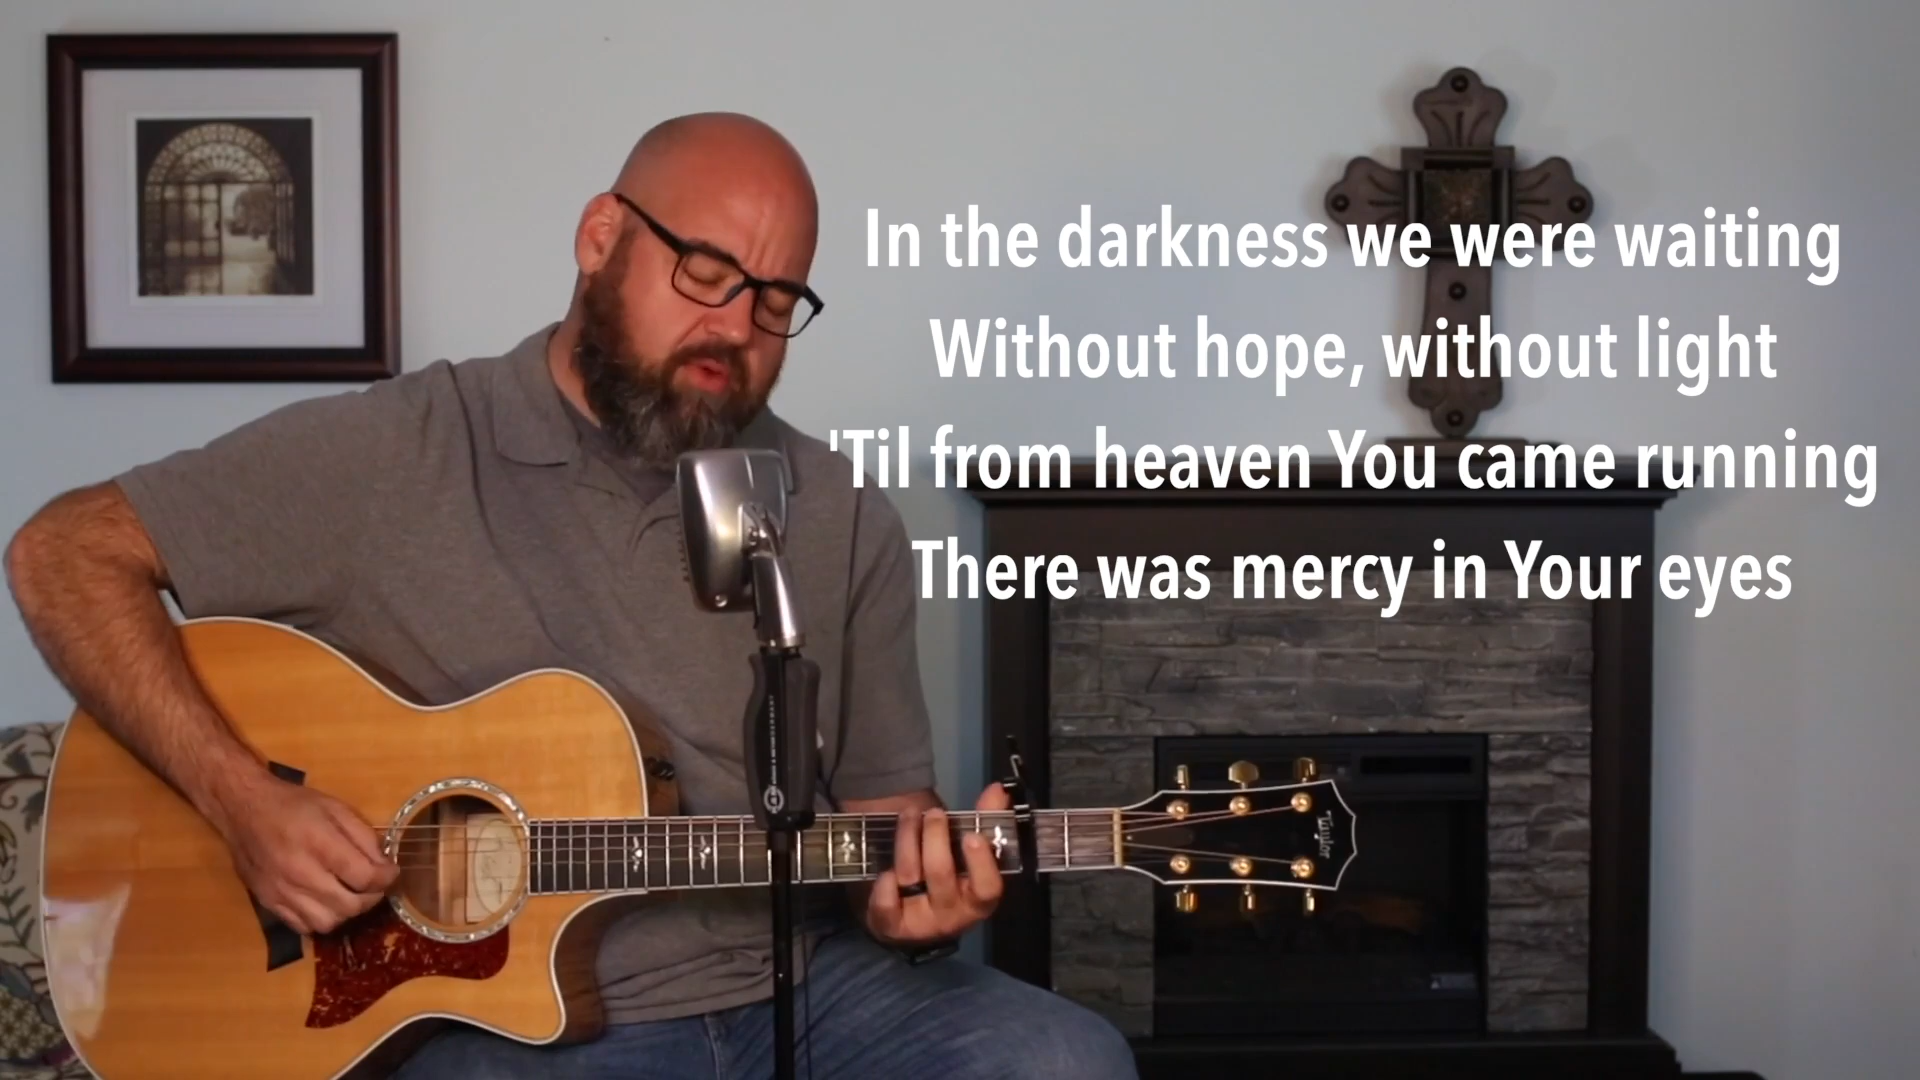 In the darkness we were waiting
Without hope, without light
'Til from heaven You came running
There was mercy in Your eyes
Taylor